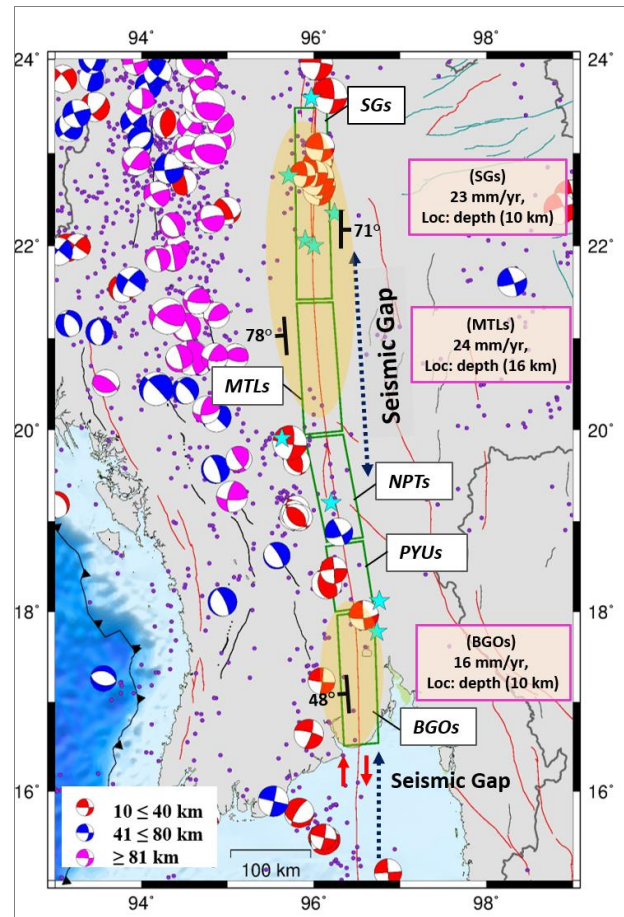 94° 96° 98°
24° 24°
SGs
(SGs)
23 mm/yr,
Loc: depth (10 km)
71°
22° 22°
78°
(MTLs)
24 mm/yr,
Loc: depth (16 km)
Seismic Gap
MTLs
20° 20°
NPTs
PYUs
18° 18°
(BGOs)
16 mm/yr,
Loc: depth (10 km)
48°
BGOs
16° 16°
Seismic Gap
10 ≤ 40 km
41 ≤ 80 km
≥ 81 km
100 km
94° 96° 98°